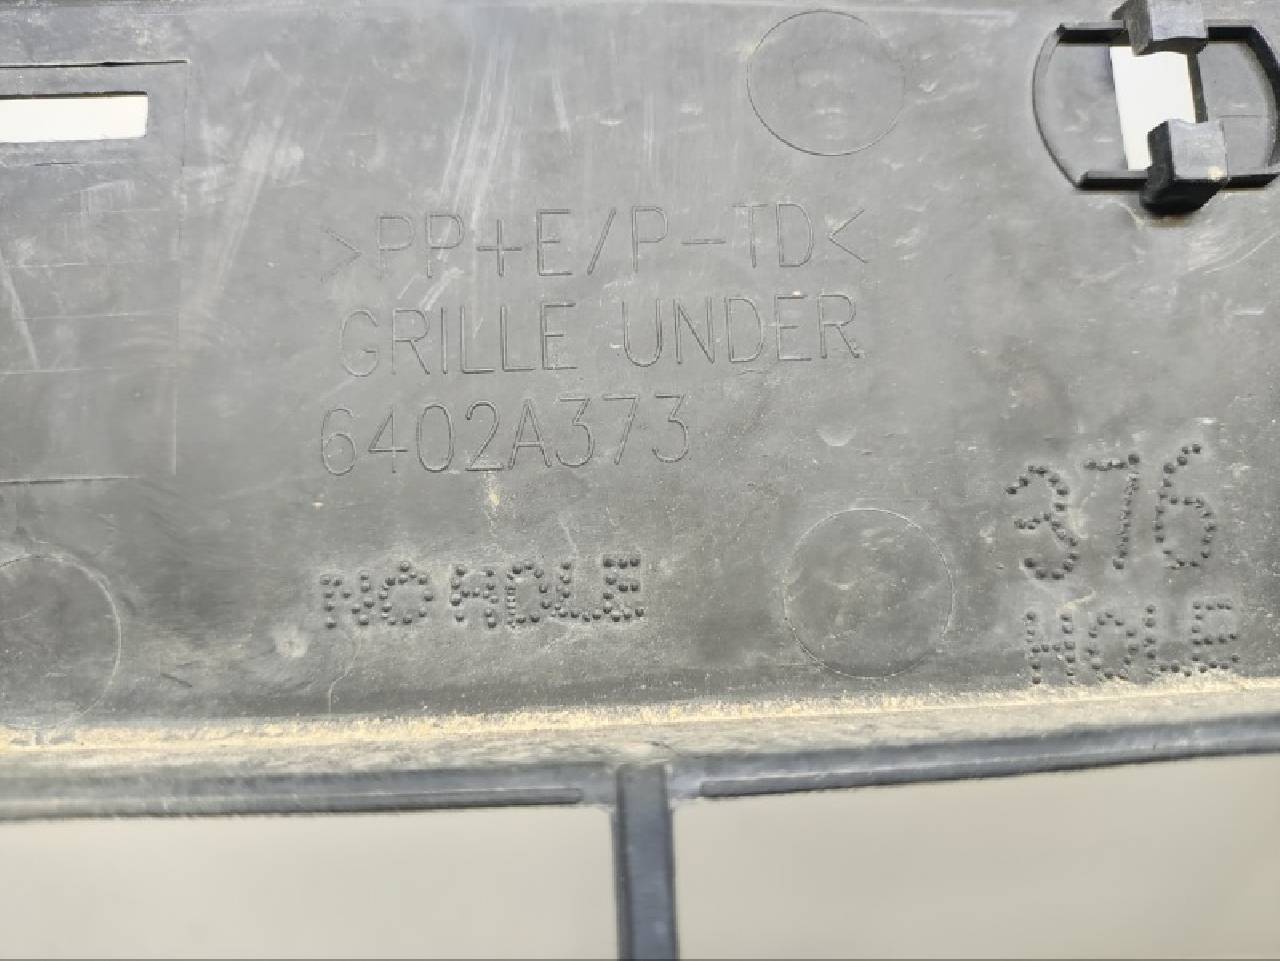 >PP+E/P-TD<
GRILLE UNDER
6402A373
376
NO HOLE
HOLE